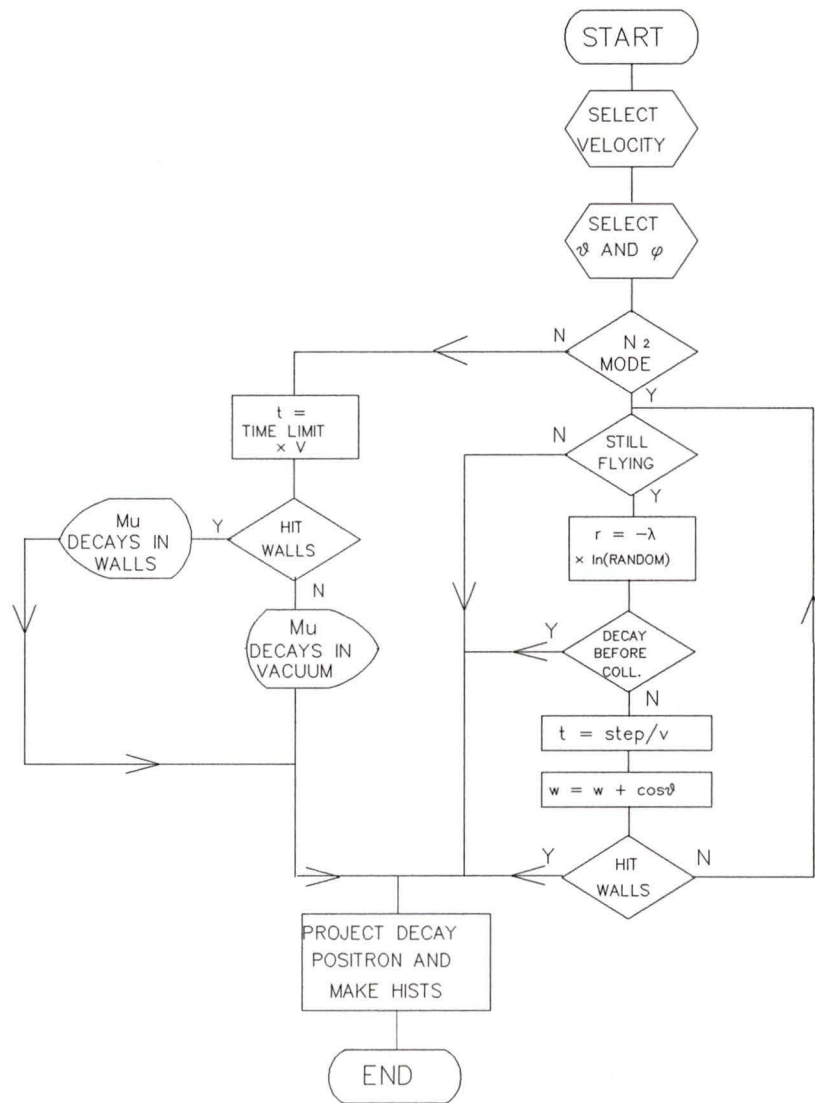 START
SELECT
VELOCITY
SELECT
ϑ AND φ
N
N 2
MODE
Y
t =
TIME LIMIT
× V
N
STILL
FLYING
Y
Mu
DECAYS IN
WALLS
Y
HIT
WALLS
N
r = −λ
× ln(RANDOM)
Mu
DECAYS IN
VACUUM
Y
DECAY
BEFORE
COLL.
N
t = step/v
w = w + cosϑ
Y
HIT
WALLS
N
PROJECT DECAY
POSITRON AND
MAKE HISTS
END